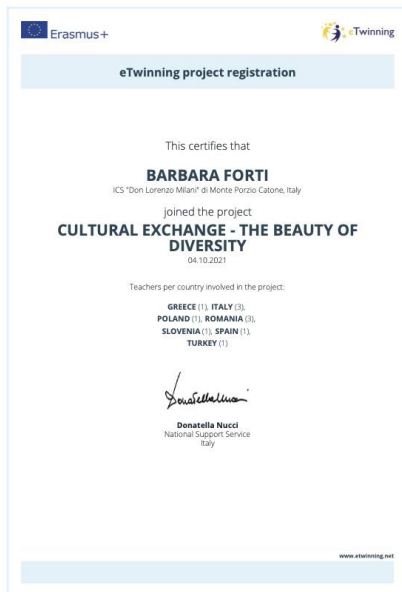 Erasmus+
eTwinning
eTwinning project registration
This certifies that
BARBARA FORTI
ICS "Don Lorenzo Milani" di Monte Porzio Catone, Italy
joined the project
CULTURAL EXCHANGE - THE BEAUTY OF
DIVERSITY
04.10.2021
Teachers per country involved in the project:
GREECE (1), ITALY (3),
POLAND (1), ROMANIA (3),
SLOVENIA (1), SPAIN (1),
TURKEY (1)
Donatella Nucci
Donatella Nucci
National Support Service
Italy
www.etwinning.net